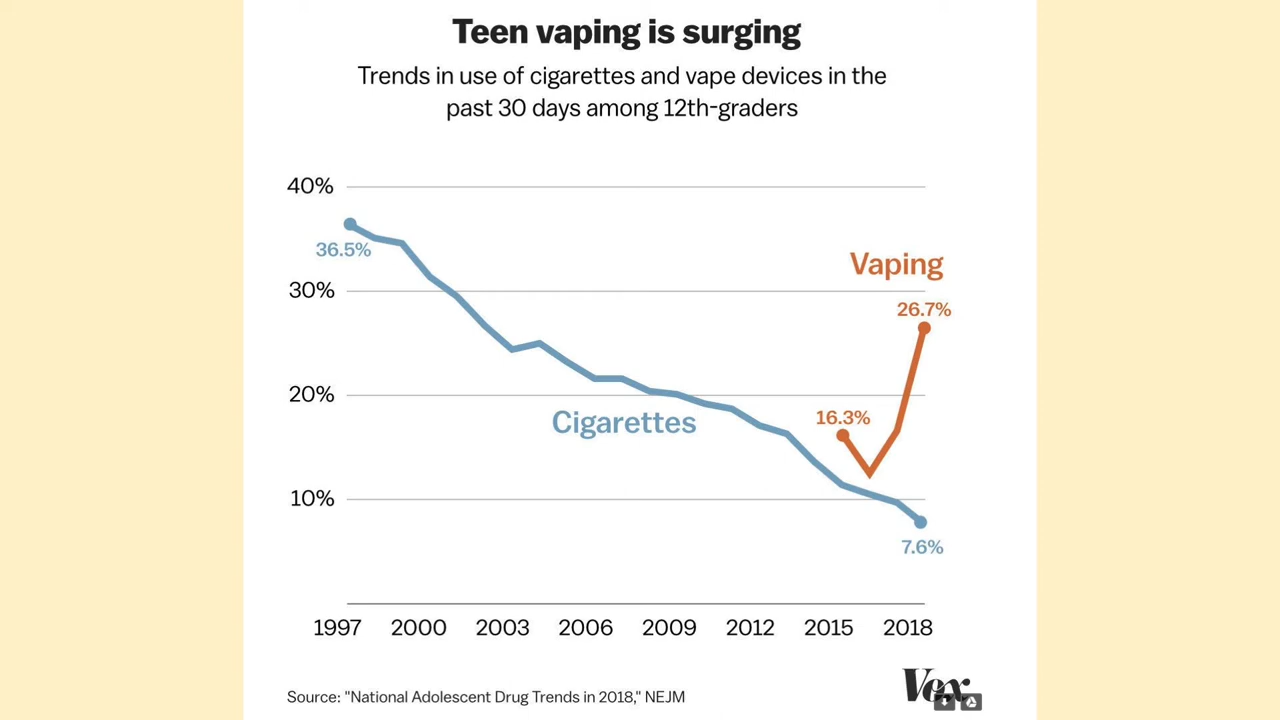 Teen vaping is surging
Trends in use of cigarettes and vape devices in the
past 30 days among 12th-graders
40%
36.5%
30%
Vaping
26.7%
20%
16.3%
Cigarettes
10%
7.6%
1997 2000 2003 2006 2009 2012 2015 2018
Source: "National Adolescent Drug Trends in 2018," NEJM
Vox